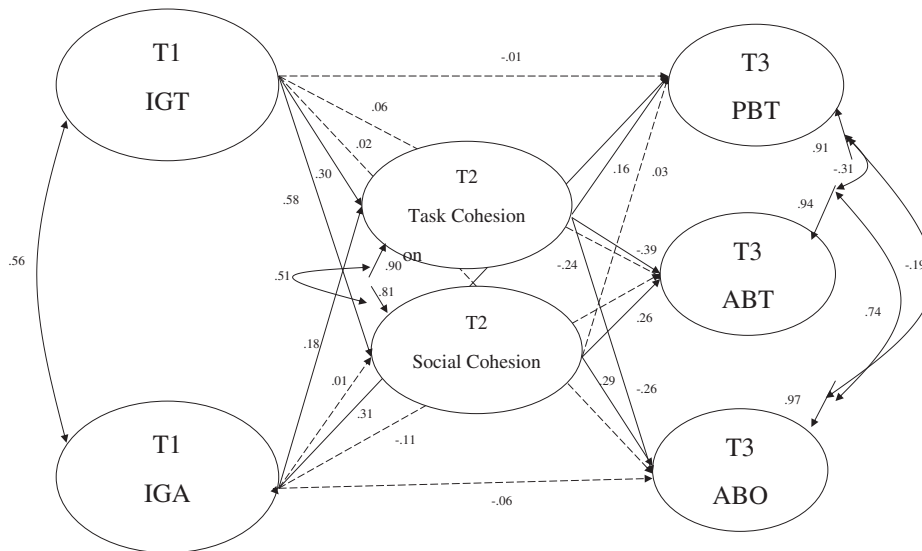 T1
IGT
T3
PBT
-.01
.06
.02
.30
.58
.16
.03
.91
-.31
T2
Task Cohesion
.94
T3
ABT
.56
.51
.90
on
.81
-.24
-.39
-.19
.74
.26
T2
Social Cohesion
.18
.01
.31
-.11
.29
-.26
.97
T1
IGA
-.06
T3
ABO